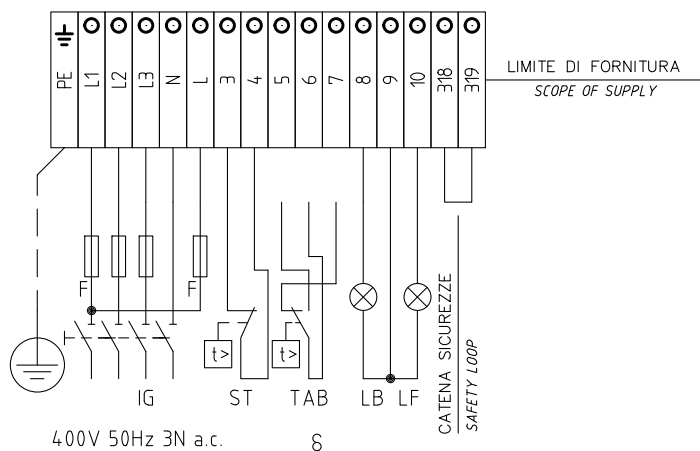 PE L1 L2 L3 N L 3 4 5 6 7 8 9 10 318 319
LIMITE DI FORNITURA
SCOPE OF SUPPLY
F F
t> t>
CATENA SICUREZZE
SAFETY LOOP
IG ST TAB LB LF
400V 50Hz 3N a.c. 8